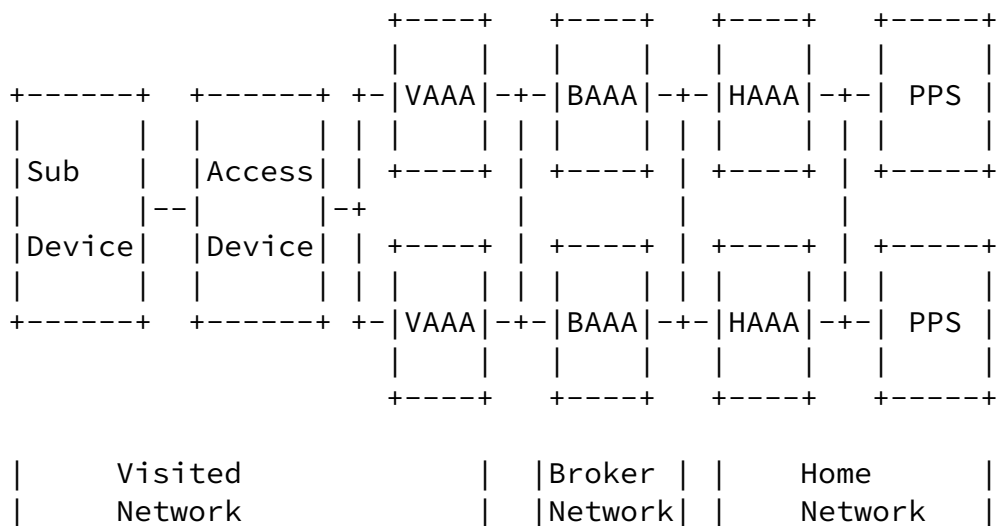 VAAA BAAA HAAA PPS
Sub Access
Device Device
VAAA BAAA HAAA PPS
Visited Broker Home
Network Network Network